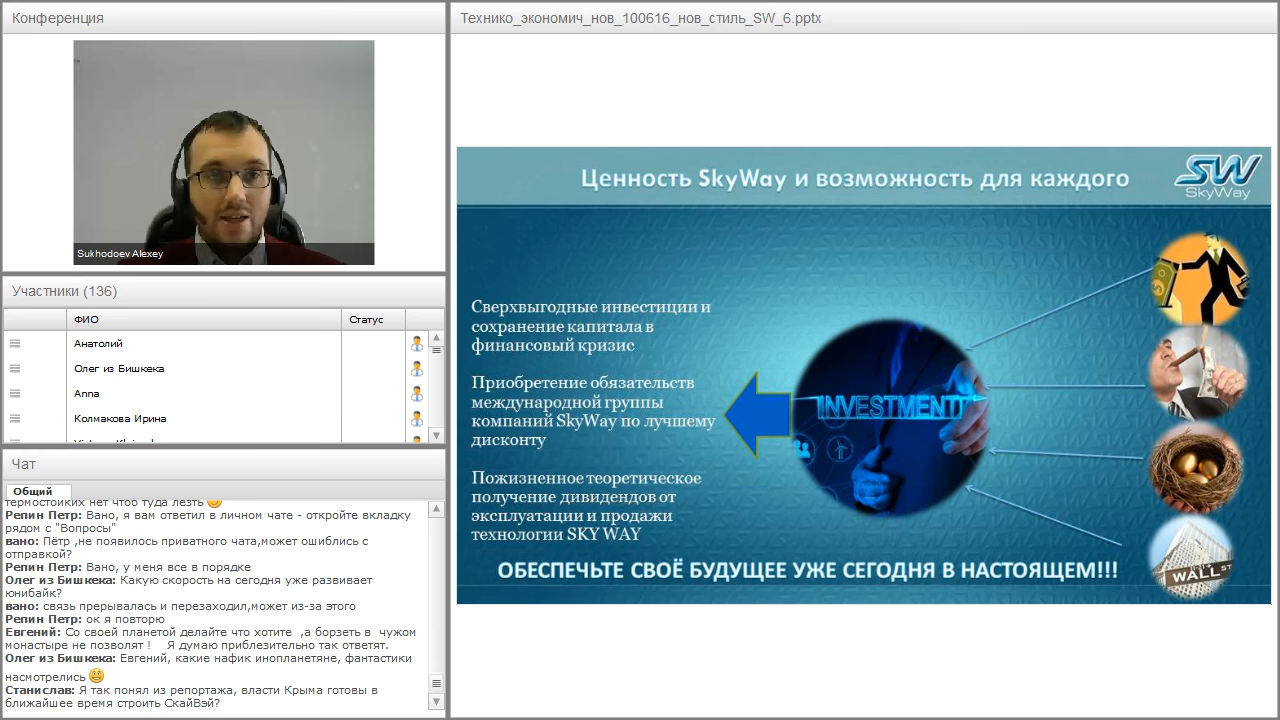 Конференция
Sukhodoev Alexey
Участники (136)
ФИО
Статус
Анатолий
Олег из Бишкека
Anna
Колмакова Ирина
Чат
Общий
термостойких нет чтоб туда лезть
Репин Петр: Вано, я вам ответил в личном чате - откройте вкладку
рядом с "Вопросы"
вано: Пётр ,не появилось приватного чата,может ошиблись с
отправкой?
Репин Петр: Вано, у меня все в порядке
Олег из Бишкека: Какую скорость на сегодня уже развивает
юнибайк?
вано: связь прерывалась и перезаходил,может из-за этого
Репин Петр: ок я повторю
Евгений: Со своей планетой делайте что хотите ,а борзеть в чужом
монастыре не позволят ! Я думаю приблезительно так ответят.
Олег из Бишкека: Евгений, какие нафик инопланетяне, фантастики
насмотрелись
Станислав: Я так понял из репортажа, власти Крыма готовы в
ближайшее время строить СкайВэй?
Технико_экономич_нов_100616_нов_стиль_SW_6.pptx
Ценность SkyWay и возможность для каждого
SW
SkyWay
Сверхвыгодные инвестиции и
сохранение капитала в
финансовый кризис
Приобретение обязательств
международной группы
компаний SkyWay по лучшему
дисконту
Пожизненное теоретическое
получение дивидендов от
эксплуатации и продажи
технологии SKY WAY
INVESTMENT
WALL ST
ОБЕСПЕЧЬТЕ СВОЁ БУДУЩЕЕ УЖЕ СЕГОДНЯ В НАСТОЯЩЕМ!!!